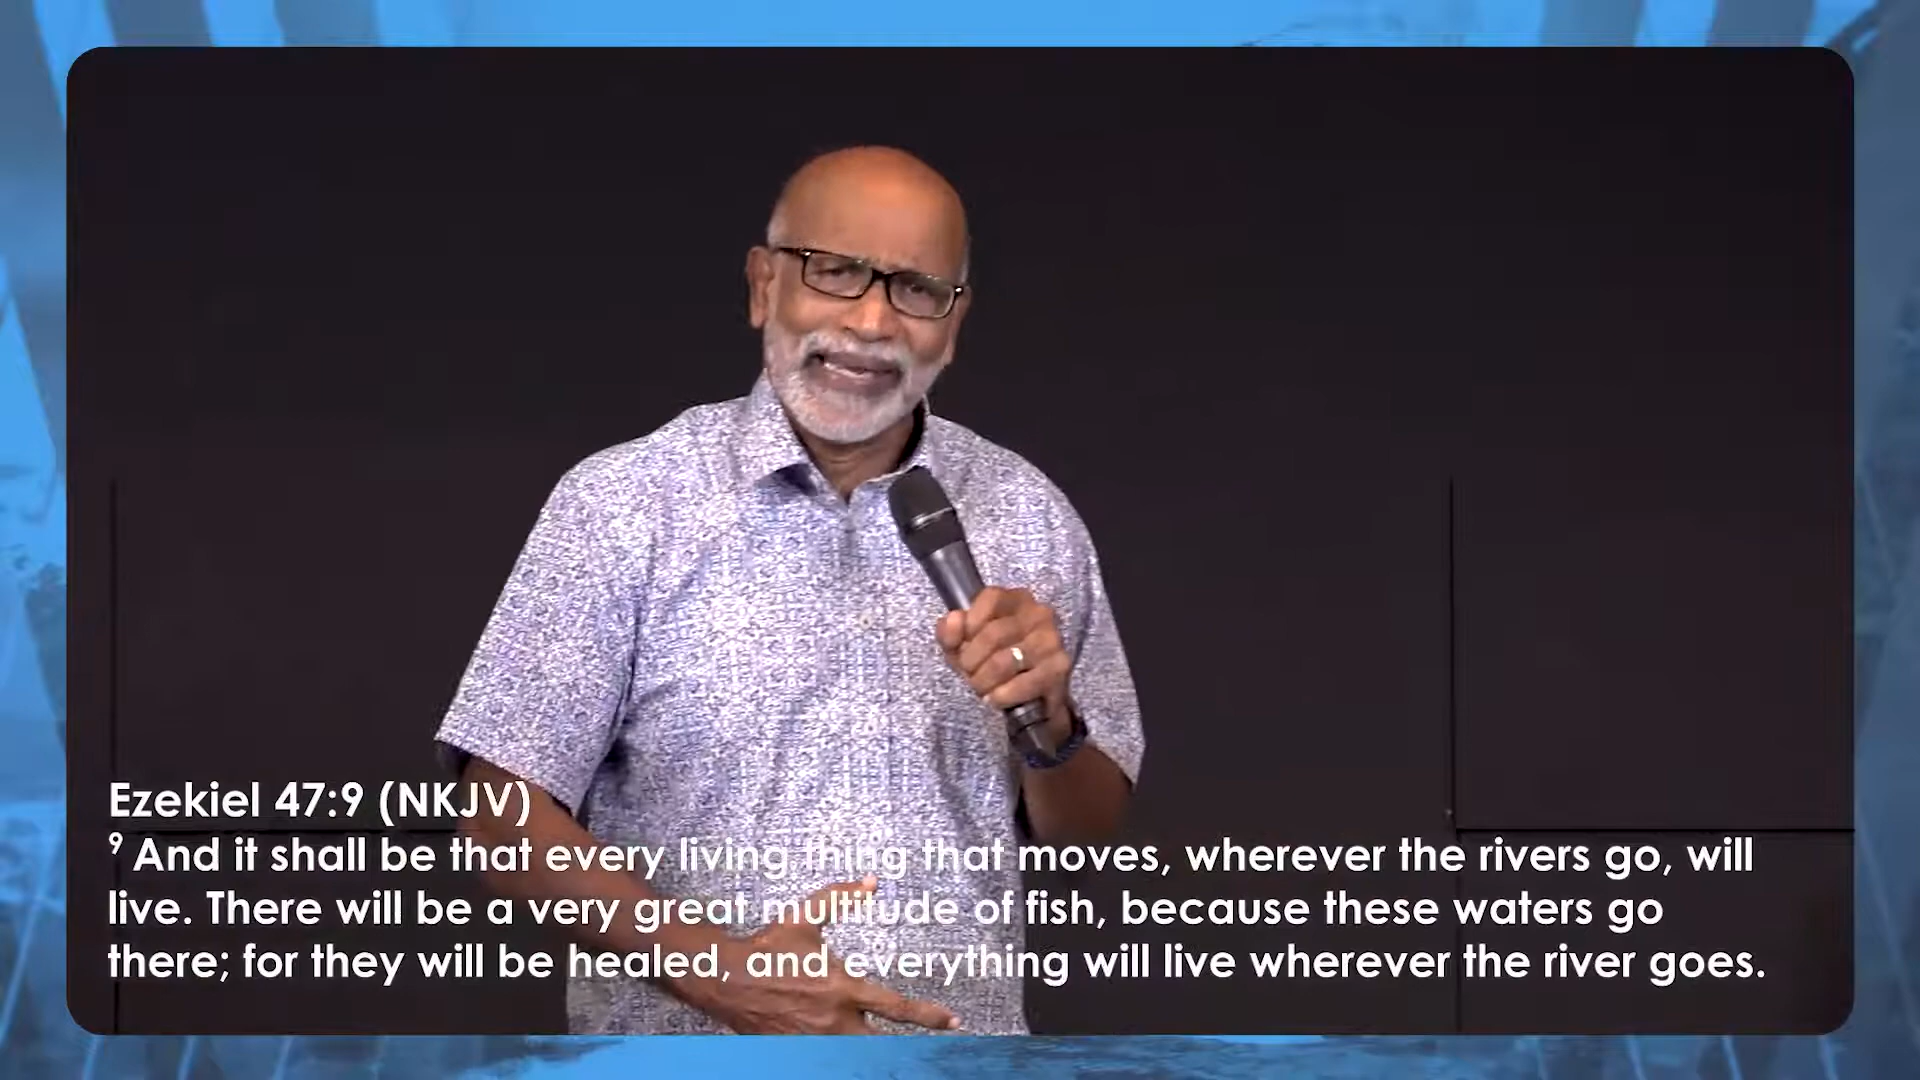 Ezekiel 47:9 (NKJV)
⁹ And it shall be that every living thing that moves, wherever the rivers go, will
live. There will be a very great multitude of fish, because these waters go
there; for they will be healed, and everything will live wherever the river goes.